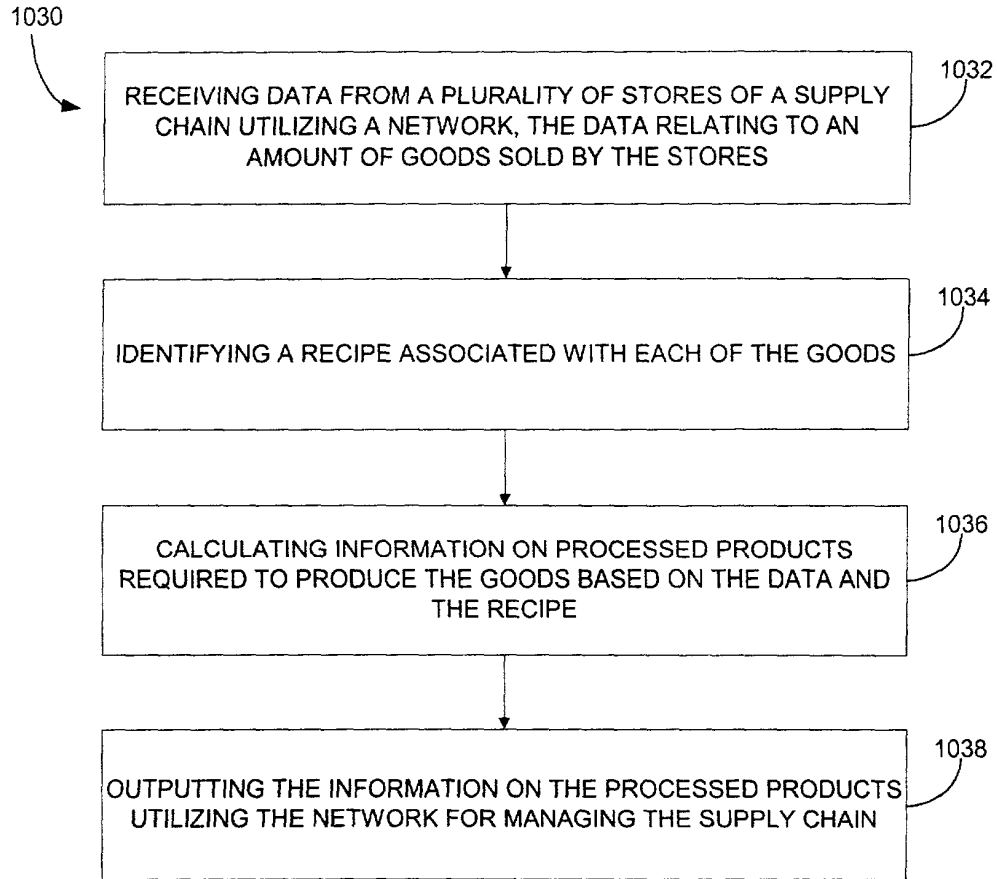 1030
1032
RECEIVING DATA FROM A PLURALITY OF STORES OF A SUPPLY
CHAIN UTILIZING A NETWORK, THE DATA RELATING TO AN
AMOUNT OF GOODS SOLD BY THE STORES
1034
IDENTIFYING A RECIPE ASSOCIATED WITH EACH OF THE GOODS
1036
CALCULATING INFORMATION ON PROCESSED PRODUCTS
REQUIRED TO PRODUCE THE GOODS BASED ON THE DATA AND
THE RECIPE
1038
OUTPUTTING THE INFORMATION ON THE PROCESSED PRODUCTS
UTILIZING THE NETWORK FOR MANAGING THE SUPPLY CHAIN